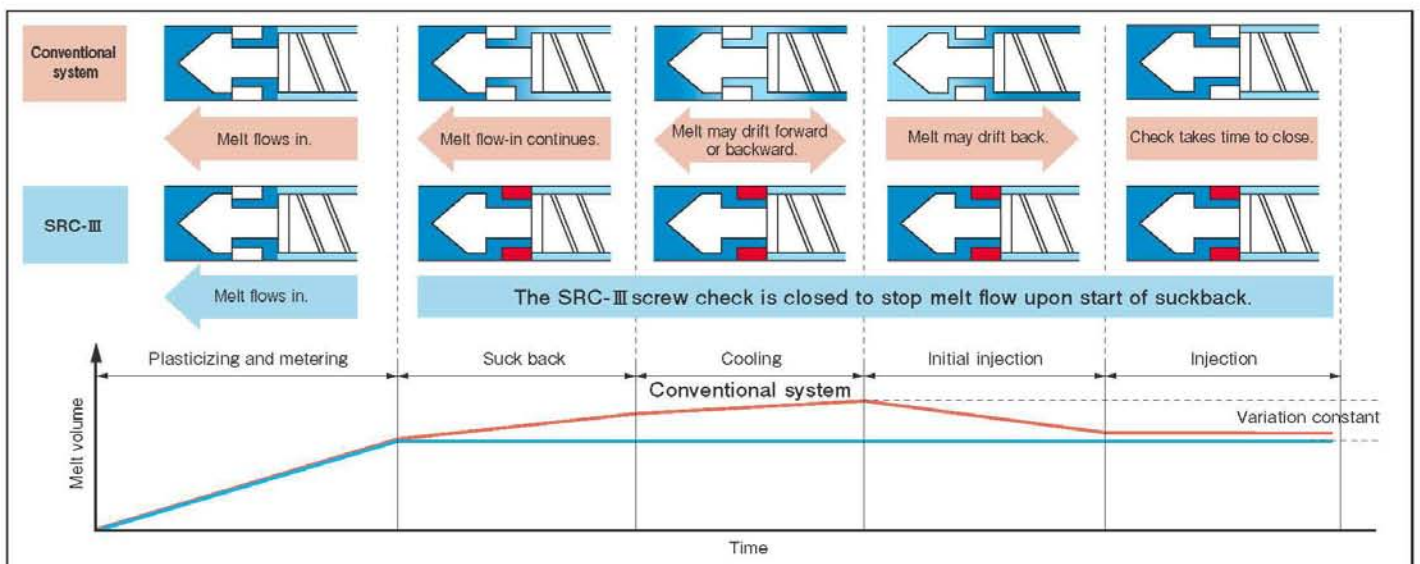 Conventional
system
Melt flows in.
Melt flow-in continues.
Melt may drift forward
or backward.
Melt may drift back.
Check takes time to close.
SRC-III
Melt flows in.
The SRC-III screw check is closed to stop melt flow upon start of suckback.
Plasticizing and metering
Suck back
Cooling
Initial injection
Injection
Conventional system
Variation constant
Melt volume
Time